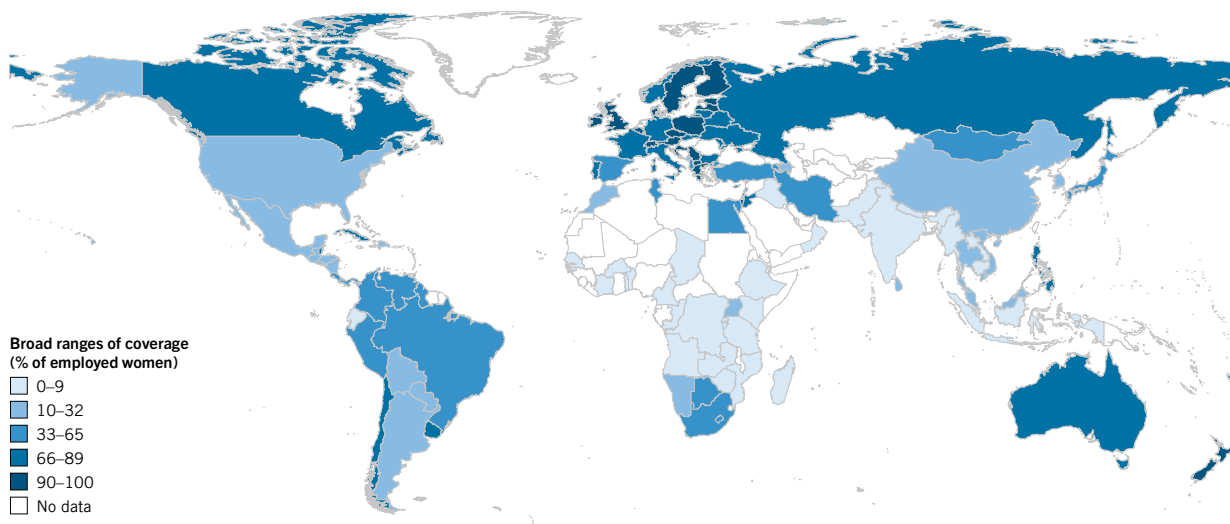 Broad ranges of coverage
(% of employed women)
0–9
10–32
33–65
66–89
90–100
No data